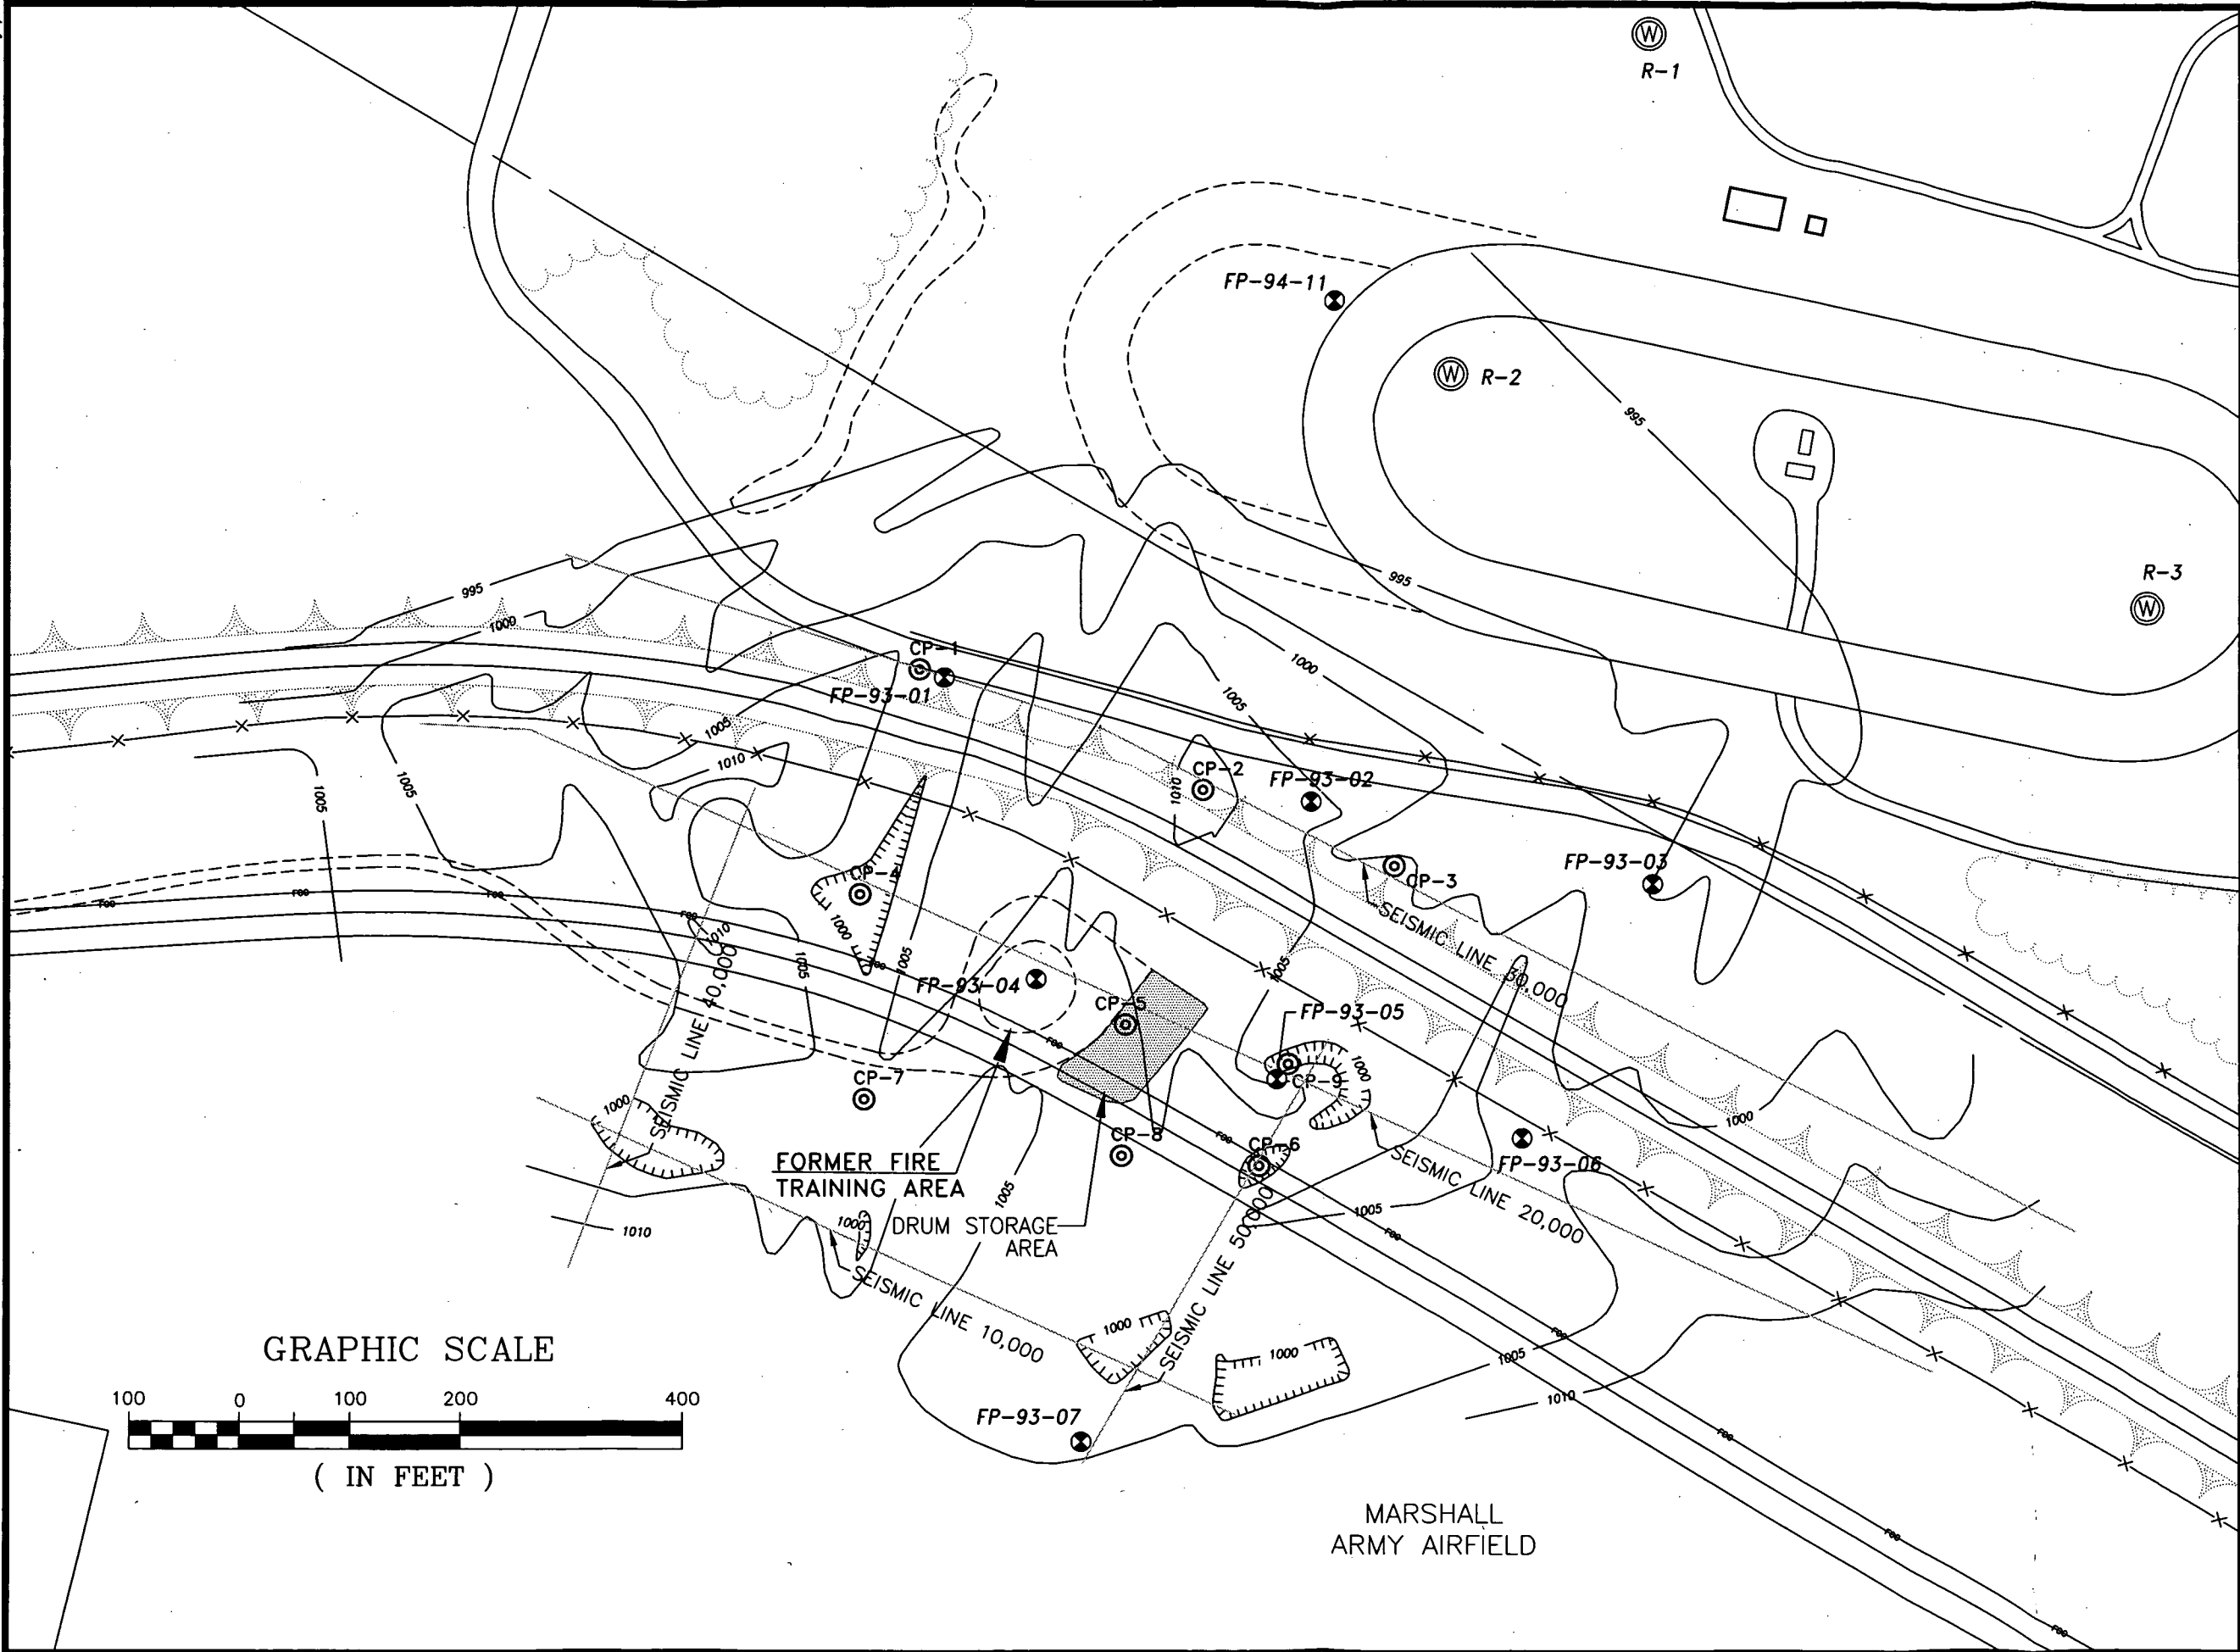 R-1
FP-94-11
R-2
995
R-3
995
995
1000
1000
CP-1
FP-93-01
1005
1005
1010
1005
1005
CP-2
1010
FP-93-02
CP-3
FP-93-03
SEISMIC LINE 30,000
CP-4
1000
1005
1010
1005
SEISMIC LINE 40,000
FP-93-04
CP-5
1005
FP-93-05
CP-9
1000
CP-7
CP-8
CP-6
FP-93-06
1000
1000
FORMER FIRE
TRAINING AREA
1005
SEISMIC LINE 20,000
1010
1000
DRUM STORAGE
AREA
1005
SEISMIC LINE 50,000
SEISMIC LINE 10,000
1000
1000
1005
1010
GRAPHIC SCALE
100 0 100 200 400
( IN FEET )
FP-93-07
MARSHALL
ARMY AIRFIELD